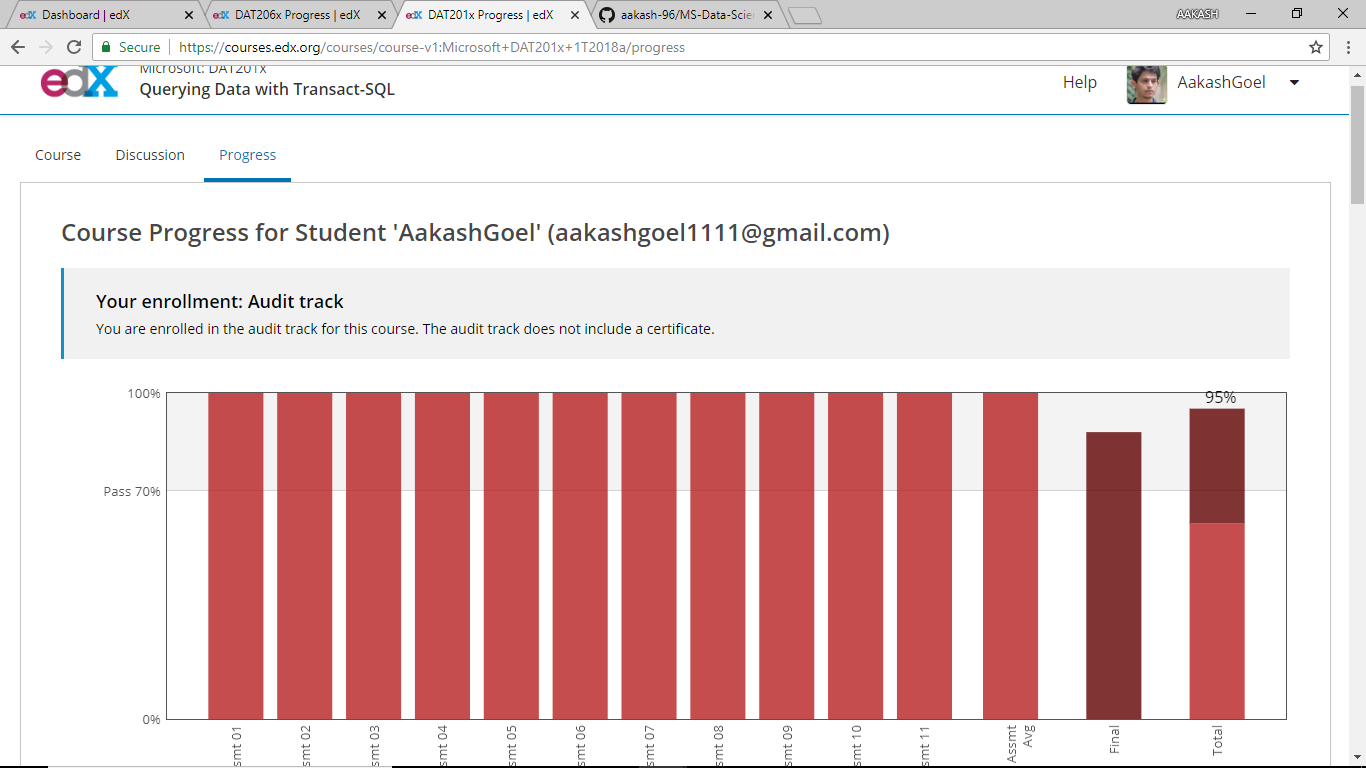 Dashboard | edX
DAT206x Progress | edX
DAT201x Progress | edX
aakash-96/MS-Data-Scie
AAKASH
Secure
https://courses.edx.org/courses/course-v1:Microsoft+DAT201x+1T2018a/progress
edX
Microsoft: DAT201x
Querying Data with Transact-SQL
Help
AakashGoel
Course
Discussion
Progress
Course Progress for Student 'AakashGoel' (aakashgoel1111@gmail.com)
Your enrollment: Audit track
You are enrolled in the audit track for this course. The audit track does not include a certificate.
100%
95%
Pass 70%
0%
smt 01
smt 02
smt 03
smt 04
smt 05
smt 06
smt 07
smt 08
smt 09
smt 10
smt 11
Assmt
Avg
Final
Total